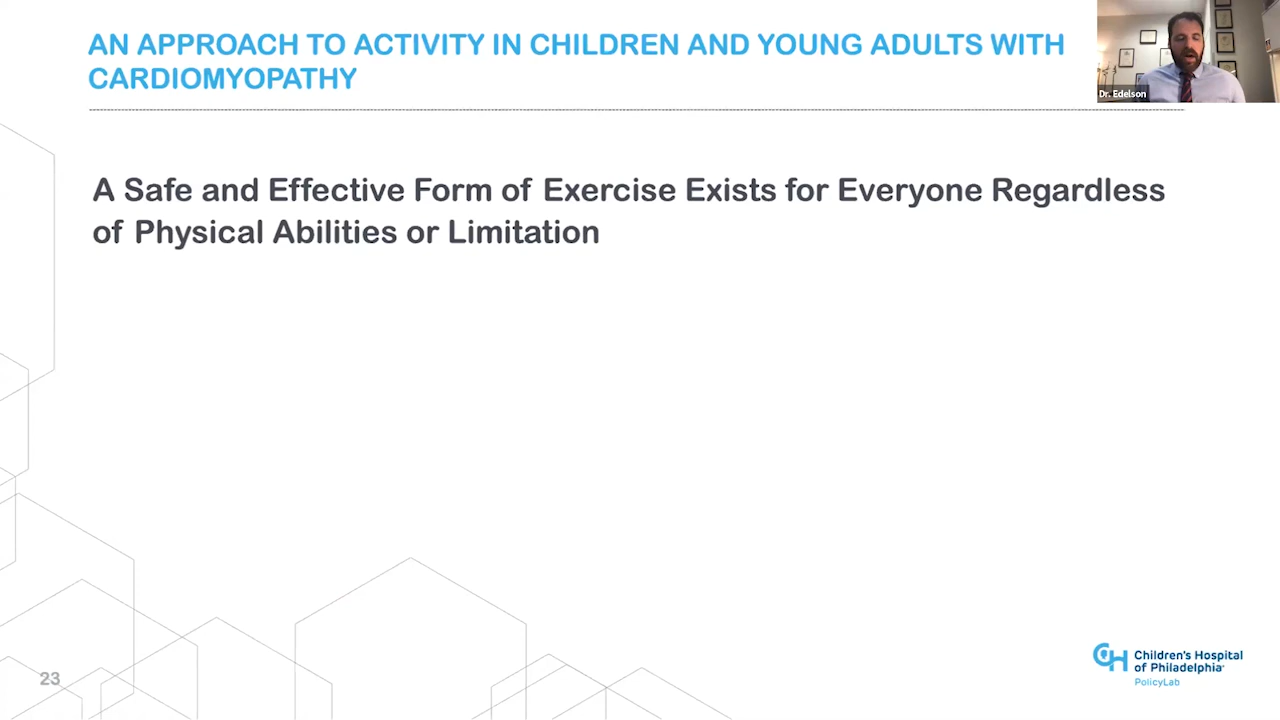 AN APPROACH TO ACTIVITY IN CHILDREN AND YOUNG ADULTS WITH
CARDIOMYOPATHY
Dr. Edelson
A Safe and Effective Form of Exercise Exists for Everyone Regardless
of Physical Abilities or Limitation
23
CH Children's Hospital
of Philadelphia
PolicyLab